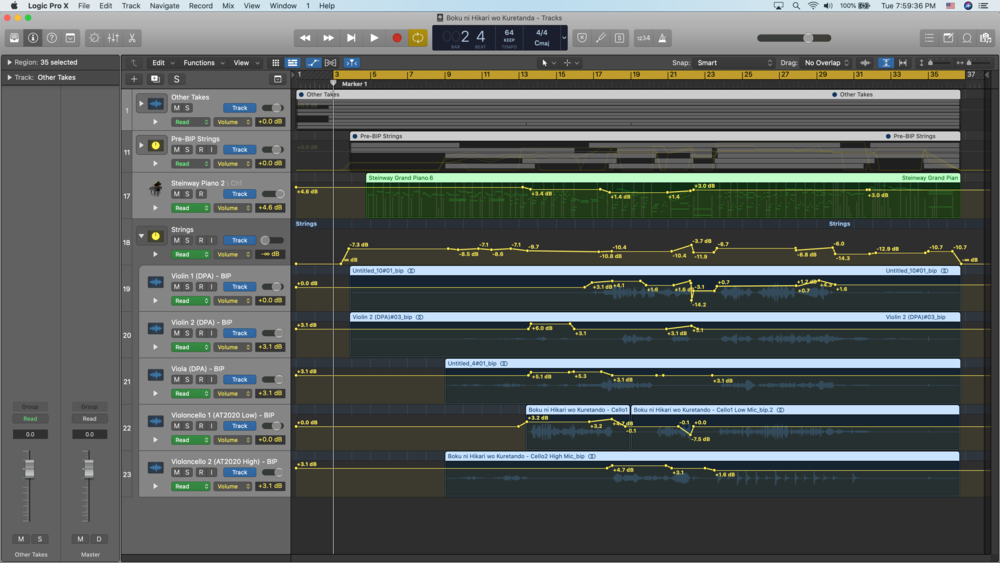 Logic Pro X File Edit Track Navigate Record Mix View Window 1 Help 100% Tue 7:59:36 PM
Boku ni Hikari wo Kuretanda - Tracks
2 4 64 4/4
BAR BEAT KEEP TEMPO Cmaj
1234
Region: 35 selected
Track: Other Takes
Edit Functions View Snap: Smart Drag: No Overlap
1 3 5 7 9 11 13 15 17 19 21 23 25 27 29 31 33 35 37
Marker 1
1 Other Takes
M S Track
Read Volume +0.0 dB
Other Takes Other Takes
11 Pre-BIP Strings
M S R I Track
Read Volume +0.0 dB
Pre-BIP Strings Pre-BIP Strings
17 Steinway Piano 2
M S R Track
Read Volume +4.6 dB
Steinway Grand Piano.6 Steinway Grand Pian
+4.6 dB +3.4 dB +1.4 dB +1.4 +3.0 dB +3.0 dB
18 Strings
M S R I Track
Read Volume -∞ dB
Strings Strings
-∞ dB -7.3 dB -7.1 -8.5 dB -8.6 -7.1 -9.7 -10.4 -10.8 dB -10.4 -3.7 dB -11.9 -6.7 -6.8 -6.8 dB -6.0 -14.3 -12.9 dB -10.7 -10.7 -∞ dB
19 Violin 1 (DPA) - BIP
M S R I Track
Read Volume +0.0 dB
Untitled_10#01_bip Untitled_10#01_bip
+0.0 dB +3.1 dB +4.1 +1.6 +1.6 -3.1 -14.2 +0.7 +0.7 +1.6
20 Violin 2 (DPA) - BIP
M S R I Track
Read Volume +3.1 dB
Violin 2 (DPA)#03_bip Violin 2 (DPA)#03_bip
+3.1 dB +6.0 dB +3.1 +3.1 dB +3.1
21 Viola (DPA) - BIP
M S R I Track
Read Volume +3.1 dB
Untitled_4#01_bip
+3.1 dB +5.1 dB +5.3 +3.1 dB +3.1 dB
22 Violoncello 1 (AT2020 Low) - BIP
M S R I Track
Read Volume +0.0 dB
Boku ni Hikari wo Kuretando - Cello1 Boku ni Hikari wo Kuretando - Cello1 Low Mic_bip.2
+0.0 dB +3.2 dB +3.2 -0.1 -0.1 -7.5 dB +0.0
23 Violoncello 2 (AT2020 High) - BIP
M S R I Track
Read Volume +3.1 dB
Boku ni Hikari wo Kuretando - Cello2 High Mic_bip
+3.1 dB +4.7 dB +3.1 +1.6 dB
Group Group
Read Read
0.0 0.0
M S M D
Other Takes Master